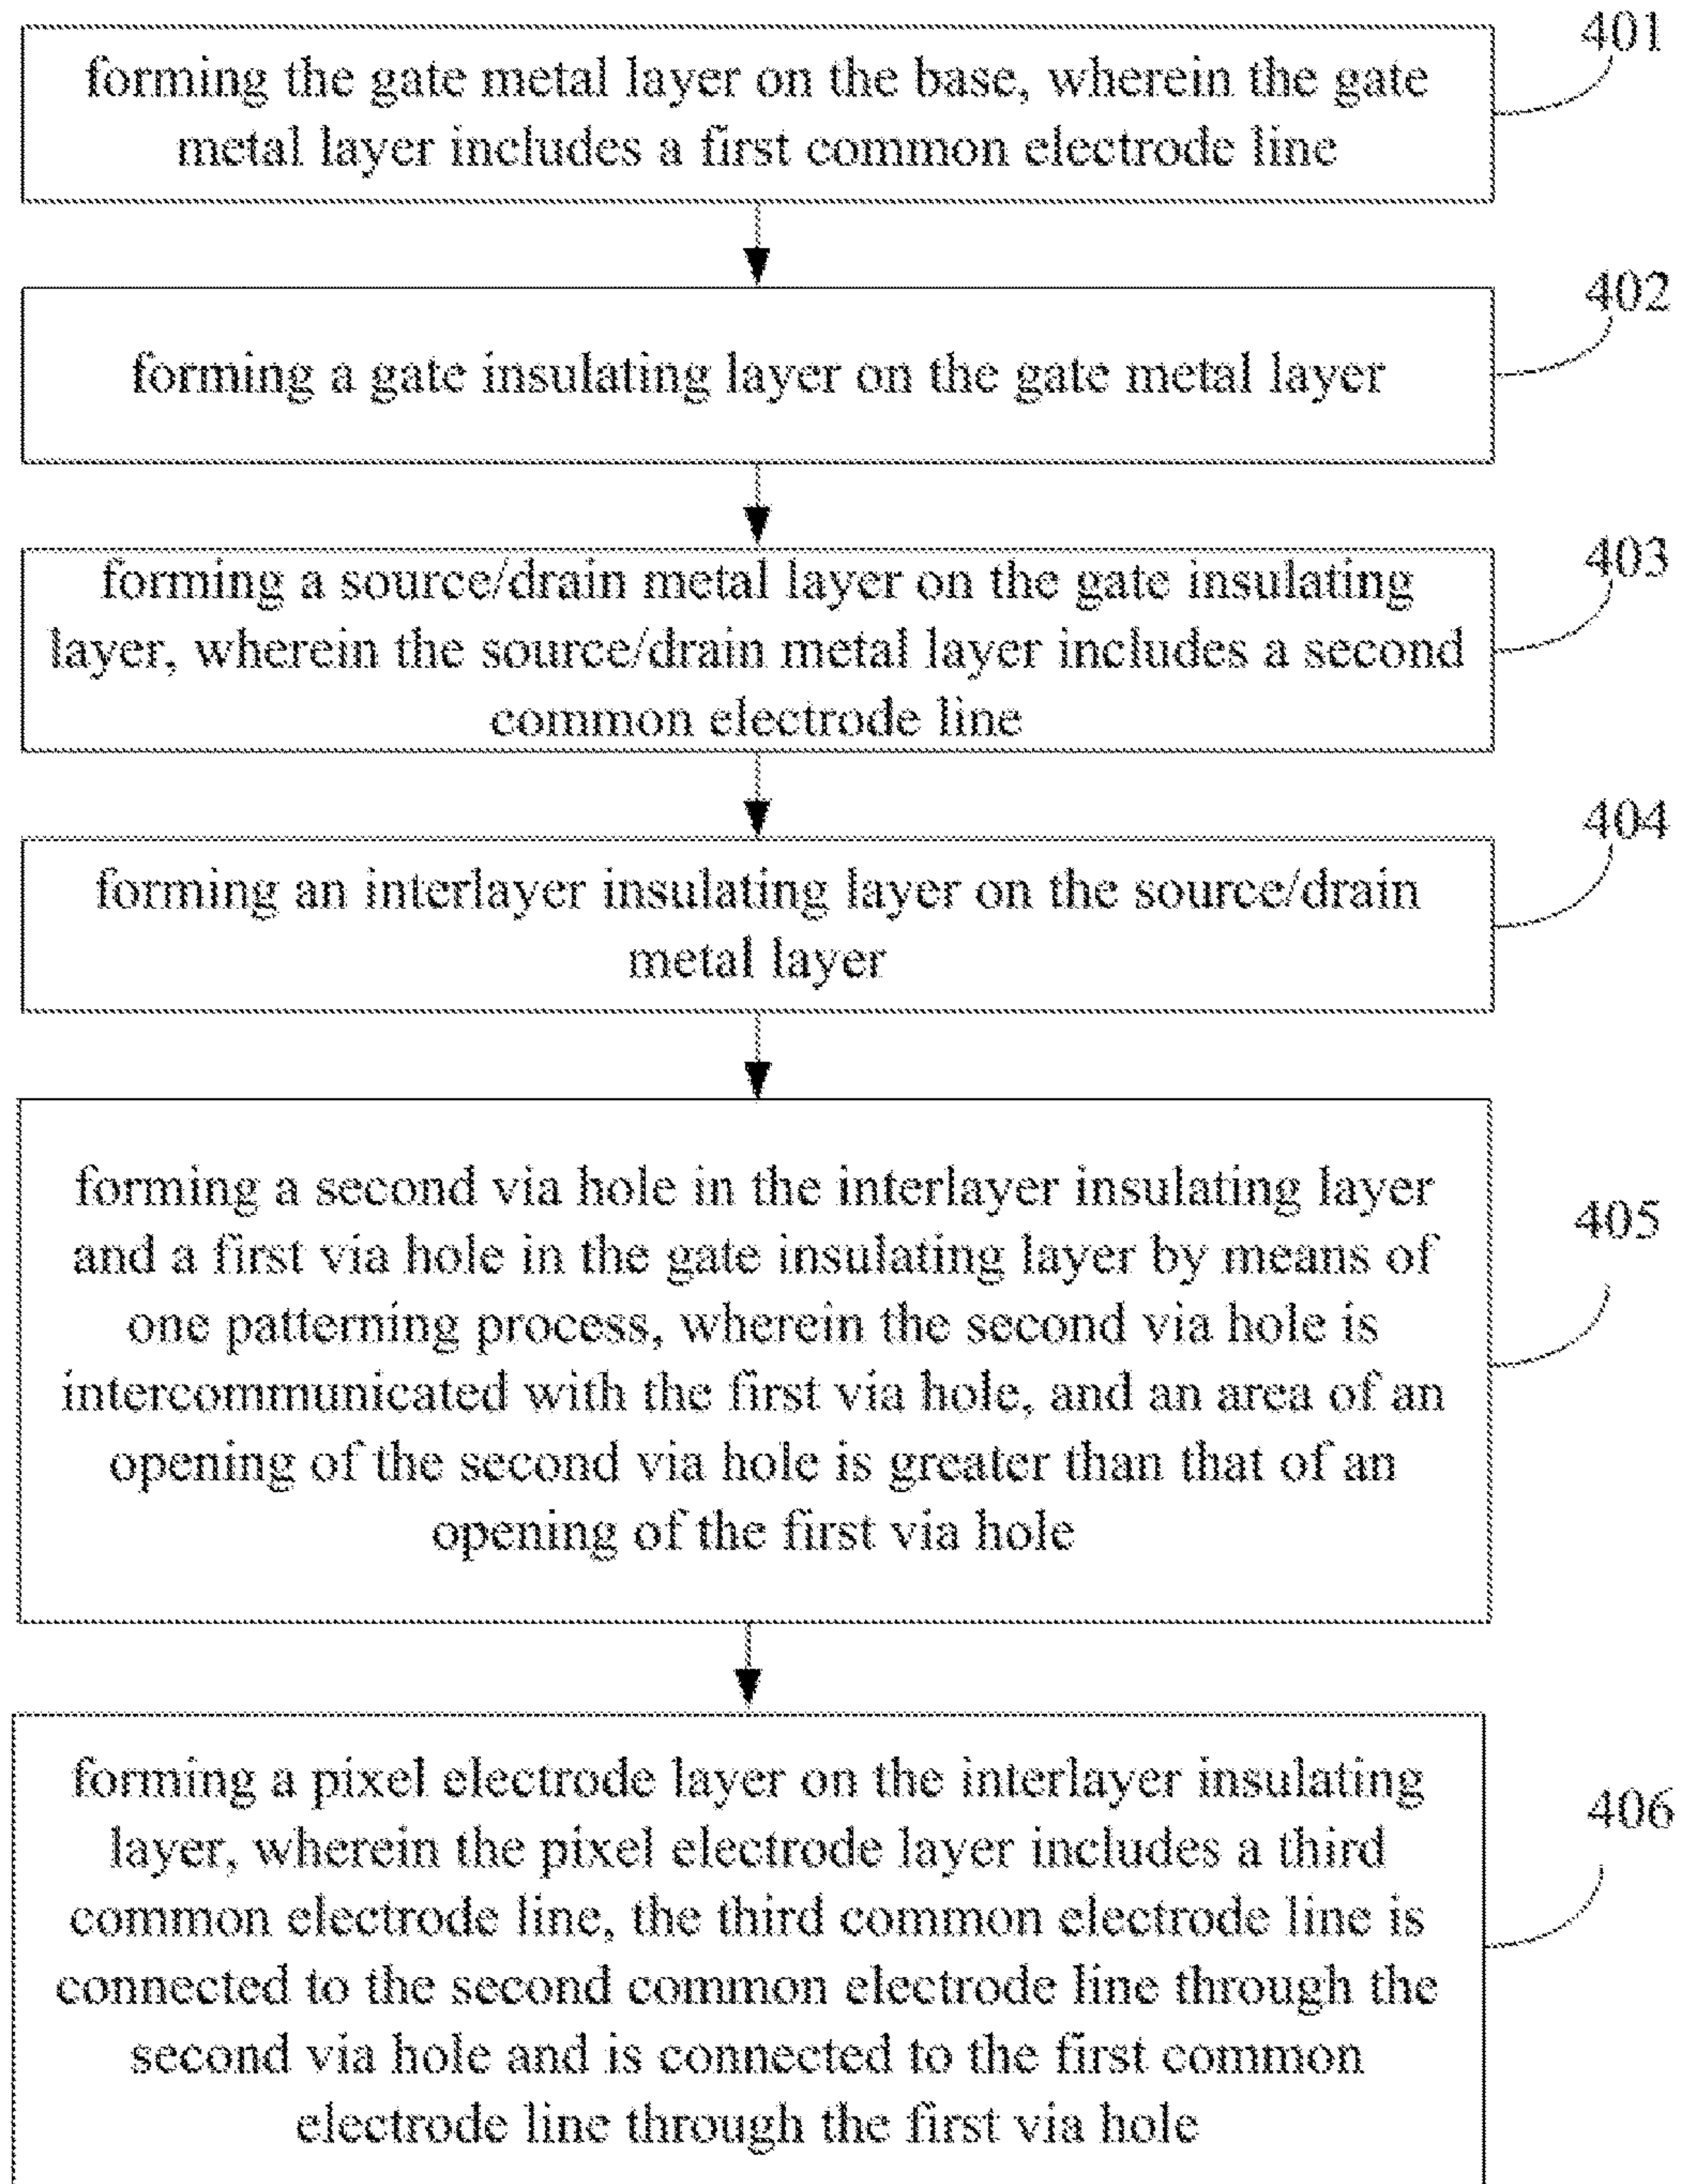 401
forming the gate metal layer on the base, wherein the gate
metal layer includes a first common electrode line
402
forming a gate insulating layer on the gate metal layer
403
forming a source/drain metal layer on the gate insulating
layer, wherein the source/drain metal layer includes a second
common electrode line
404
forming an interlayer insulating layer on the source/drain
metal layer
405
forming a second via hole in the interlayer insulating layer
and a first via hole in the gate insulating layer by means of
one patterning process, wherein the second via hole is
intercommunicated with the first via hole, and an area of an
opening of the second via hole is greater than that of an
opening of the first via hole
406
forming a pixel electrode layer on the interlayer insulating
layer, wherein the pixel electrode layer includes a third
common electrode line, the third common electrode line is
connected to the second common electrode line through the
second via hole and is connected to the first common
electrode line through the first via hole